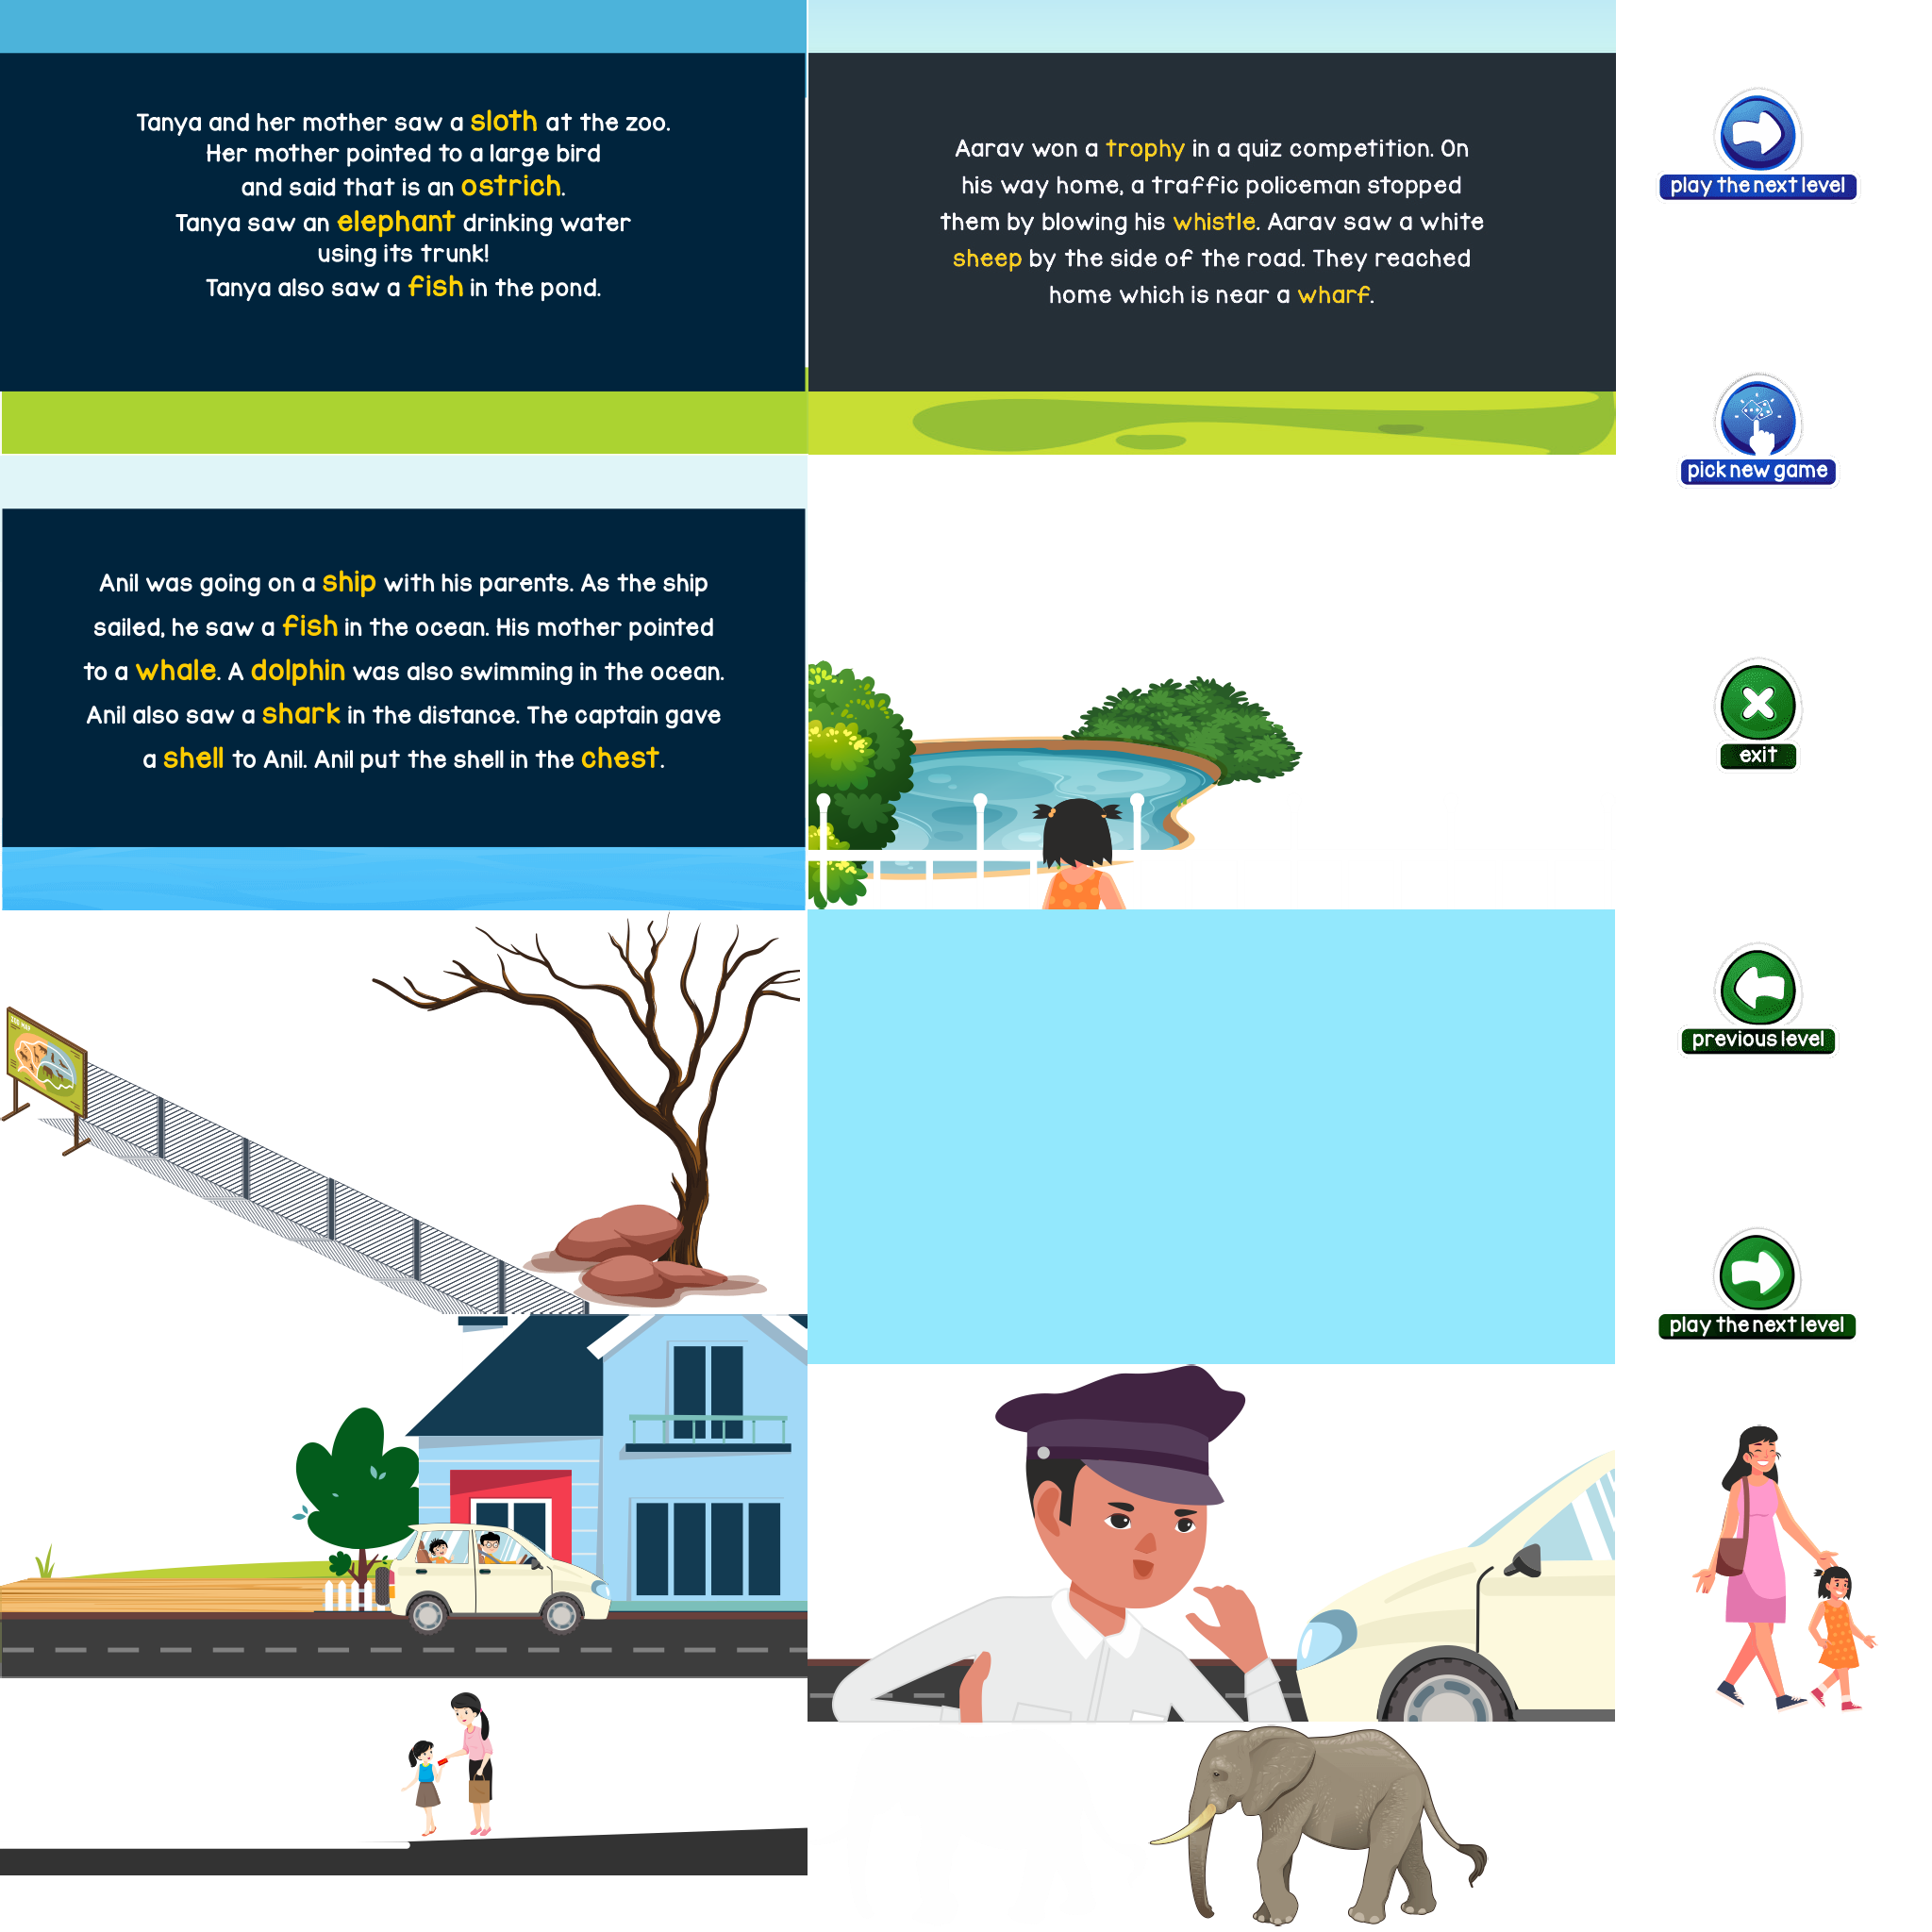 Tanya and her mother saw a sloth at the zoo.
Her mother pointed to a large bird
and said that is an ostrich.
Tanya saw an elephant drinking water
using its trunk!
Tanya also saw a fish in the pond.
Aarav won a trophy in a quiz competition. On
his way home, a traffic policeman stopped
them by blowing his whistle. Aarav saw a white
sheep by the side of the road. They reached
home which is near a wharf.
play the next level
pick new game
Anil was going on a ship with his parents. As the ship
sailed, he saw a fish in the ocean. His mother pointed
to a whale. A dolphin was also swimming in the ocean.
Anil also saw a shark in the distance. The captain gave
a shell to Anil. Anil put the shell in the chest.
exit
ZOO MAP
previous level
play the next level